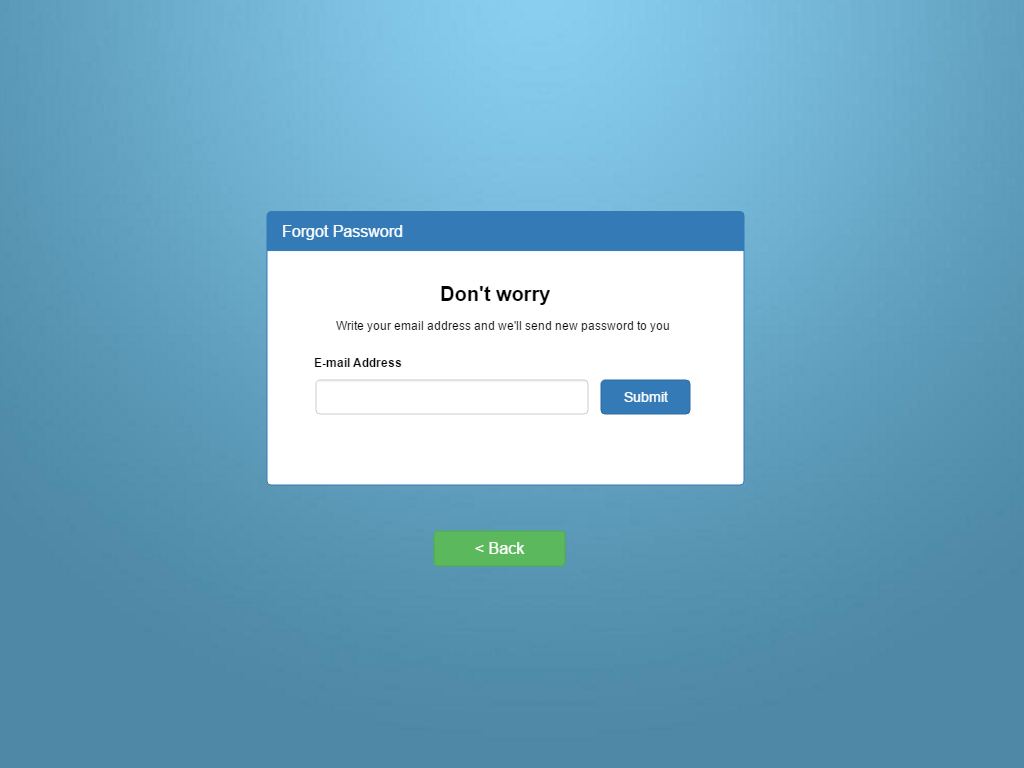 Forgot Password
Don't worry
Write your email address and we'll send new password to you
E-mail Address
Submit
< Back